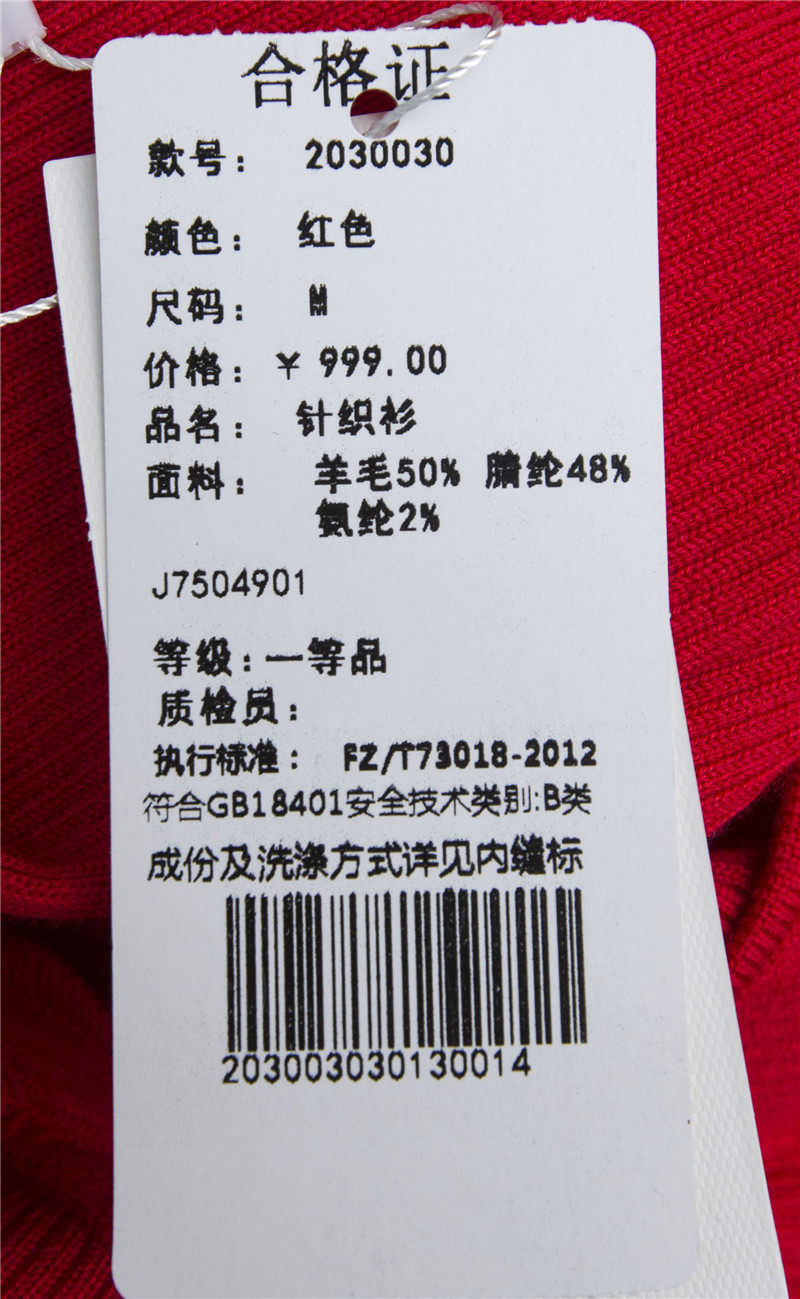 合格证
款号: 2030030
颜色: 红色
尺码: M
价格: ¥ 999.00
品名: 针织衫
面料: 羊毛50% 腈纶48%
氨纶2%
J7504901
等级:一等品
质检员:
执行标准: FZ/T73018-2012
符合GB18401安全技术类别:B类
成份及洗涤方式详见内缝标
203003030130014